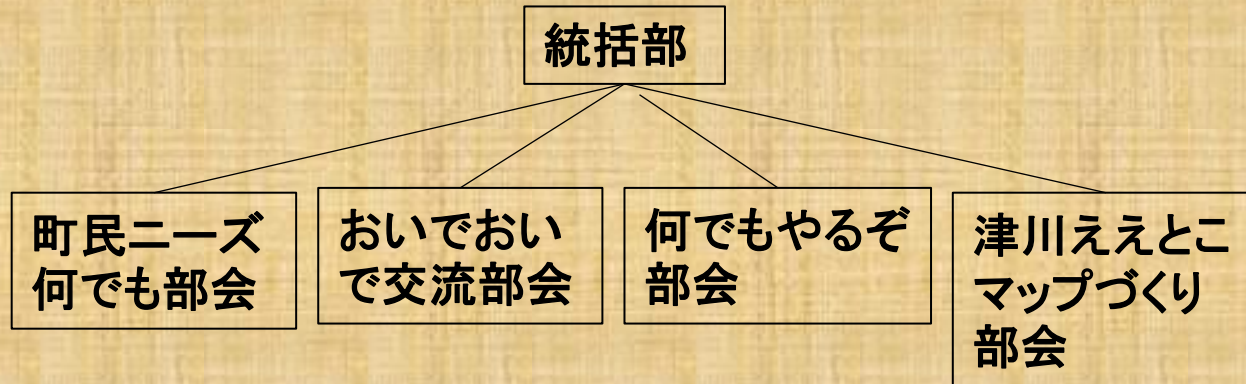 統括部
町民ニーズ
何でも部会
おいでおい
で交流部会
何でもやるぞ
部会
津川ええとこ
マップづくり
部会